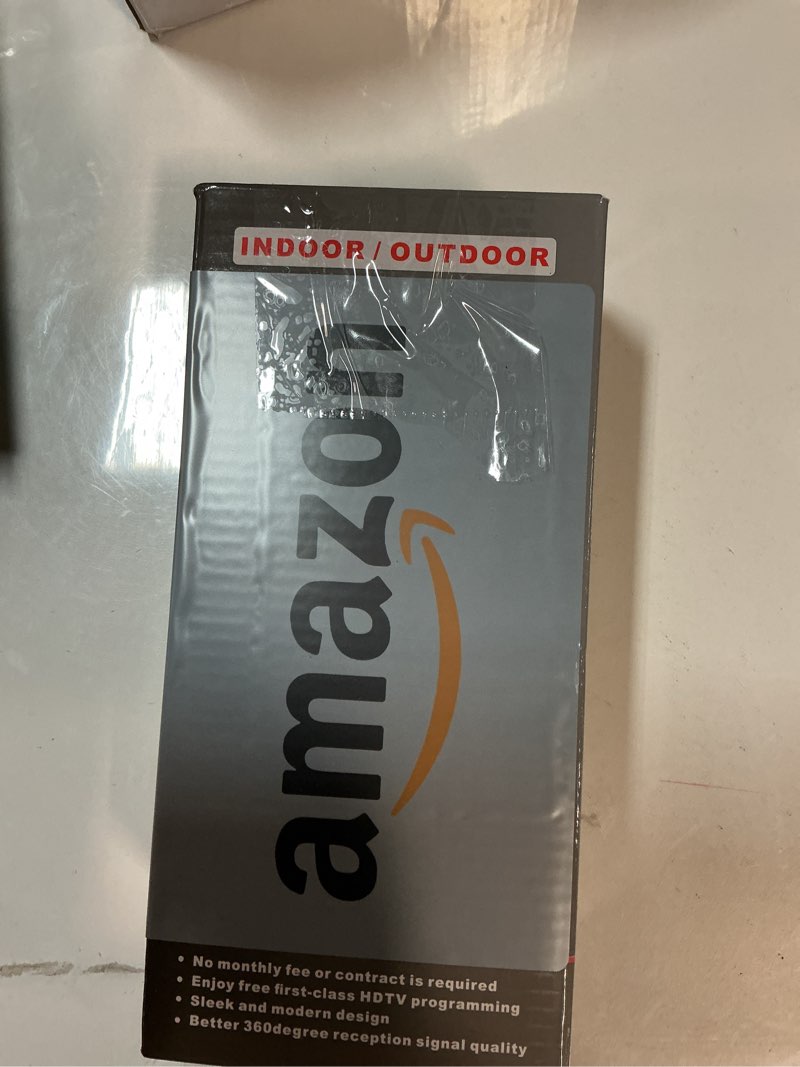 INDOOR / OUTDOOR
amazon
• No monthly fee or contract is required
• Enjoy free first-class HDTV programming
• Sleek and modern design
• Better 360degree reception signal quality